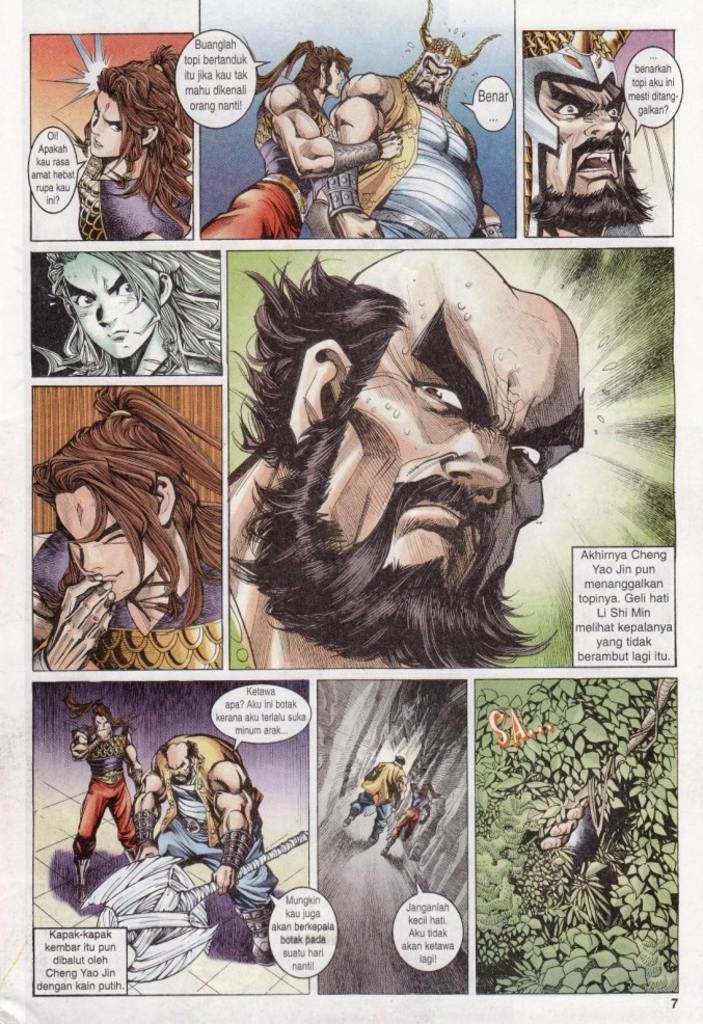 Oi!
Apakah
kau rasa
amat hebat
rupa kau
ini?
Buanglah
topi bertanduk
itu jika kau tak
mahu dikenali
orang nanti!
Benar
...
...
benarkah
topi aku ini
mesti ditang-
galkan?
Akhirnya Cheng
Yao Jin pun
menanggalkan
topinya. Geli hati
Li Shi Min
melihat kepalanya
yang tidak
berambut lagi itu.
Ketawa
apa? Aku ini botak
kerana aku terlalu suka
minum arak...
Kapak-kapak
kembar itu pun
dibalut oleh
Cheng Yao Jin
dengan kain putih.
Mungkin
kau juga
akan berkepala
botak pada
suatu hari
nanti!
Janganlah
kecil hati.
Aku tidak
akan ketawa
lagi!
SA...
7